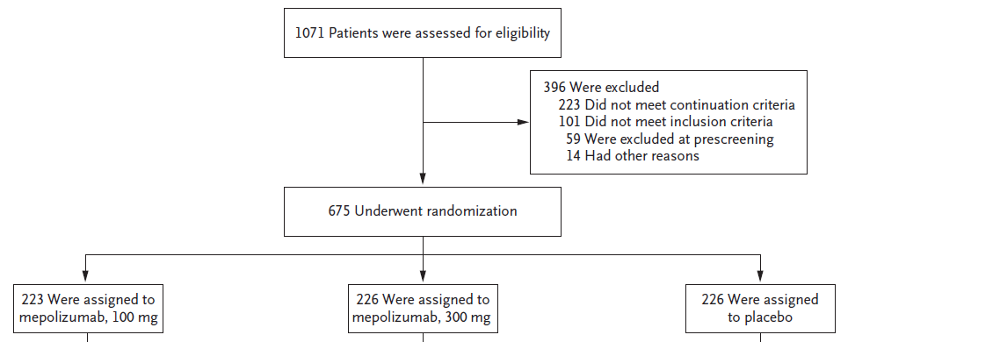 1071 Patients were assessed for eligibility
396 Were excluded
223 Did not meet continuation criteria
101 Did not meet inclusion criteria
59 Were excluded at prescreening
14 Had other reasons
675 Underwent randomization
223 Were assigned to
mepolizumab, 100 mg
226 Were assigned to
mepolizumab, 300 mg
226 Were assigned
to placebo